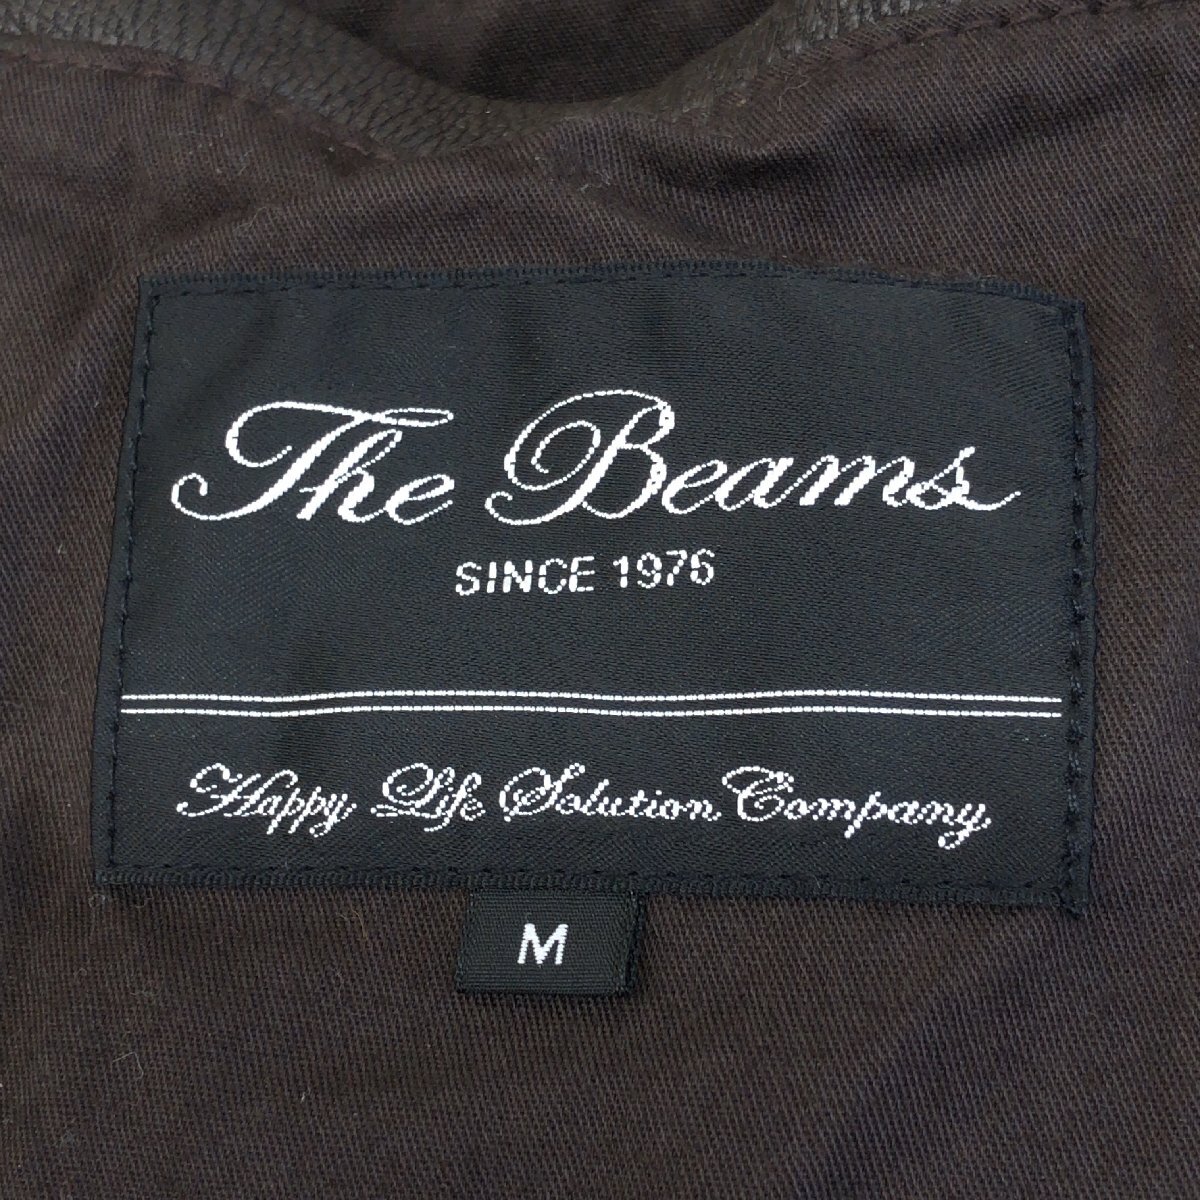 The Beams
SINCE 1976
Happy Life Solution Company
M